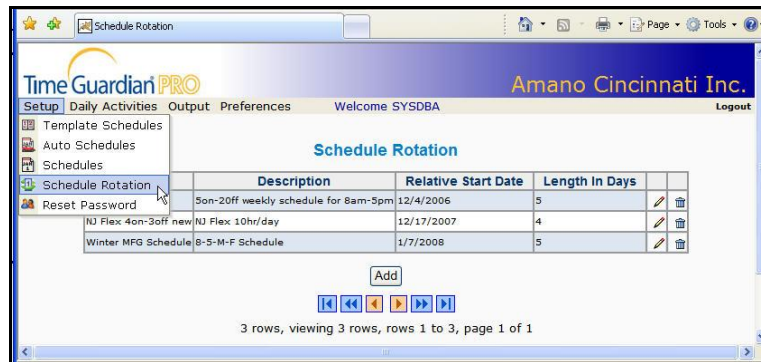 Schedule Rotation
Page
Tools
Time Guardian PRO
Amano Cincinnati Inc.
Setup Daily Activities Output Preferences Welcome SYSDBA Logout
Template Schedules
Auto Schedules
Schedules
Schedule Rotation
Reset Password
Schedule Rotation
Description Relative Start Date Length In Days
5on-2off weekly schedule for 8am-5pm 12/4/2006 5
NJ Flex 4on-3off new NJ Flex 10hr/day 12/17/2007 4
Winter MFG Schedule 8-5-M-F Schedule 1/7/2008 5
Add
3 rows, viewing 3 rows, rows 1 to 3, page 1 of 1